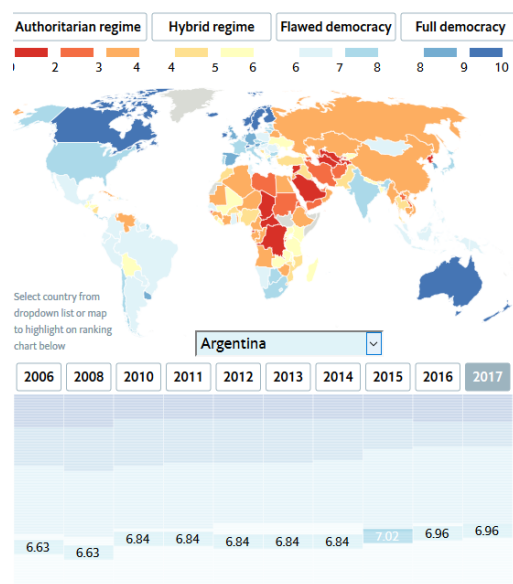 Authoritarian regime Hybrid regime Flawed democracy Full democracy
2 3 4 4 5 6 6 7 8 8 9 10
Select country from
dropdown list or map
to highlight on ranking
chart below
Argentina
2006 2008 2010 2011 2012 2013 2014 2015 2016 2017
6.63 6.63 6.84 6.84 6.84 6.84 6.84 7.02 6.96 6.96